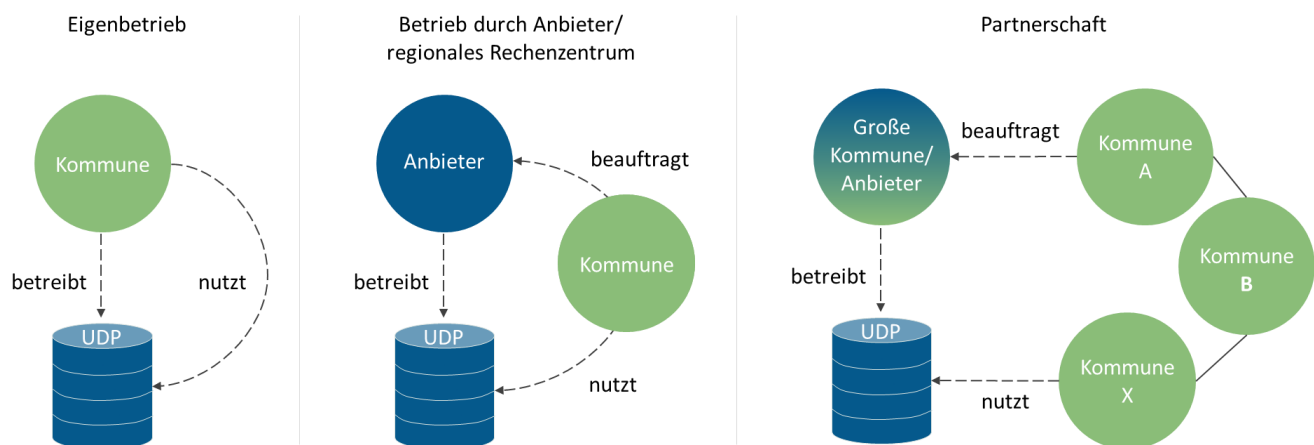 Eigenbetrieb
Kommune
betreibt
nutzt
UDP
Betrieb durch Anbieter/
regionales Rechenzentrum
Anbieter
beauftragt
Kommune
betreibt
UDP
nutzt
Partnerschaft
Große
Kommune/
Anbieter
beauftragt
Kommune
A
Kommune
B
betreibt
UDP
Kommune
X
nutzt